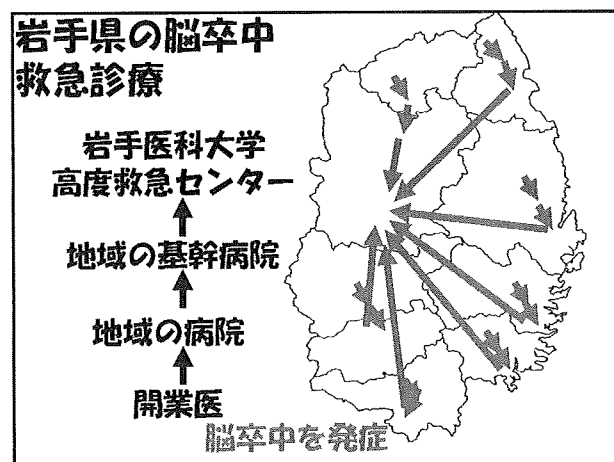 岩手県の脳卒中
救急診療
岩手医科大学
高度救急センター
地域の基幹病院
地域の病院
開業医
脳卒中を発症